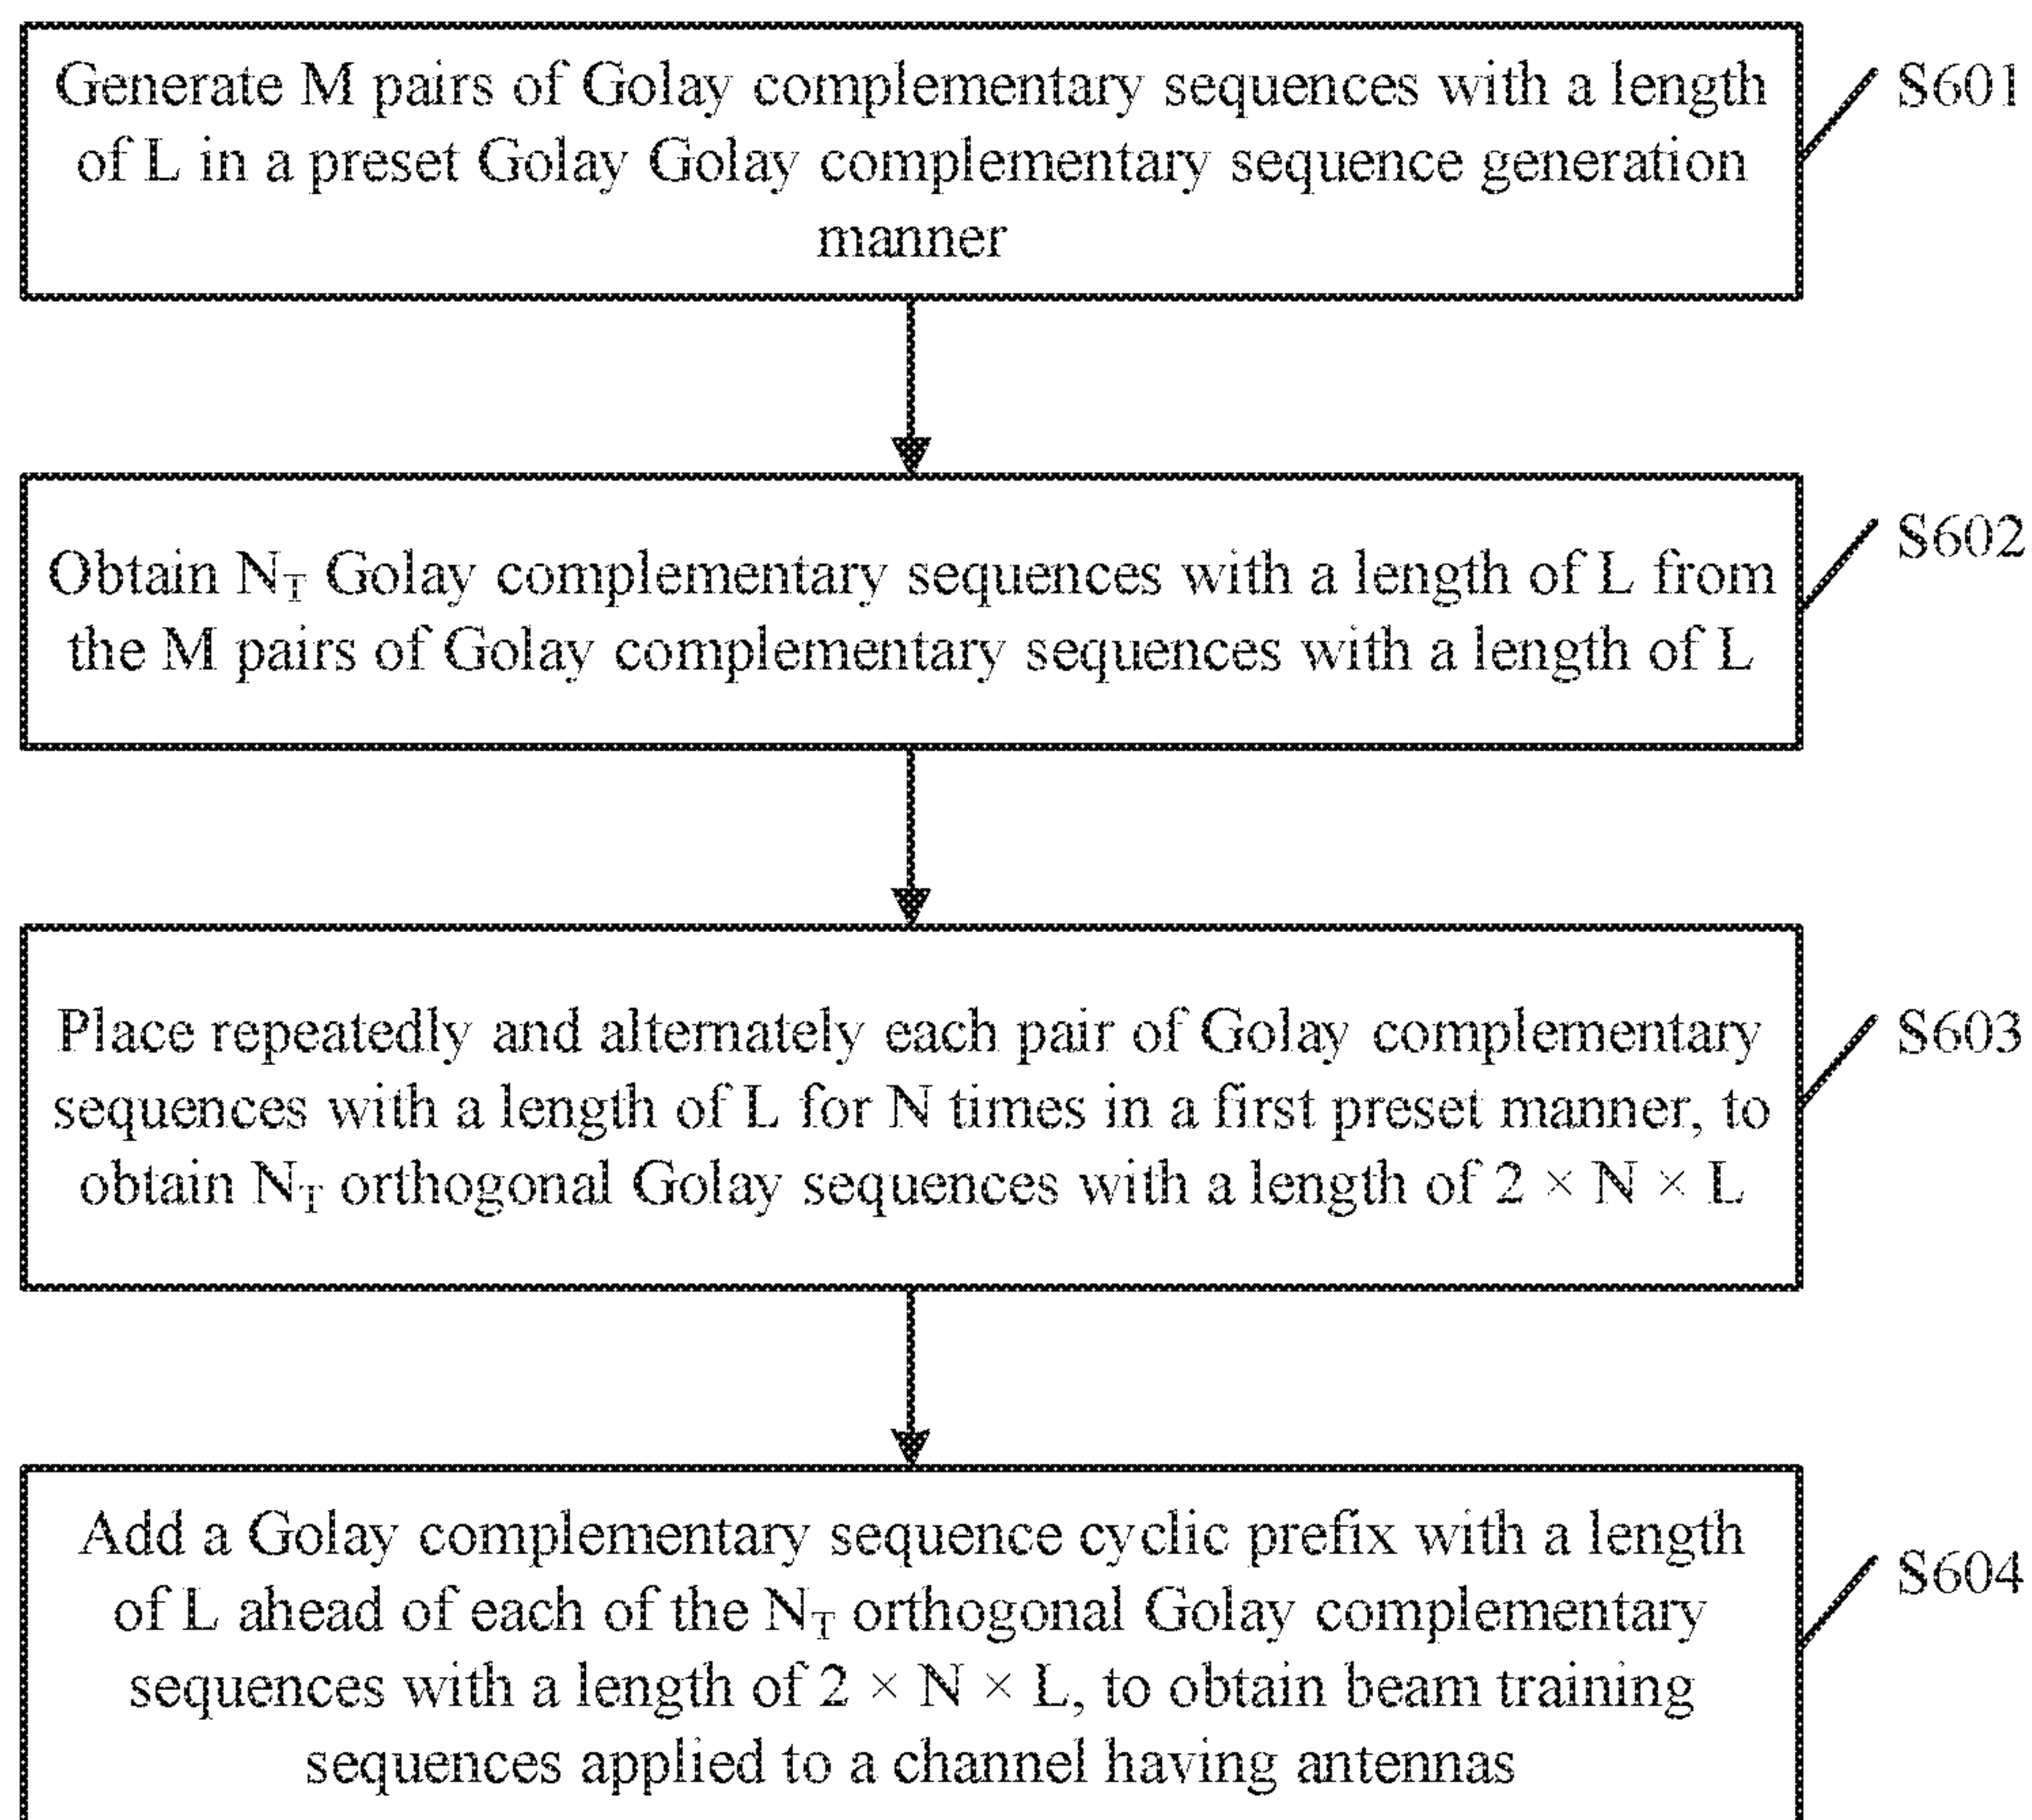 Generate M pairs of Golay complementary sequences with a length
of L in a preset Golay Golay complementary sequence generation
manner
S601
Obtain N_T Golay complementary sequences with a length of L from
the M pairs of Golay complementary sequences with a length of L
S602
Place repeatedly and alternately each pair of Golay complementary
sequences with a length of L for N times in a first preset manner, to
obtain N_T orthogonal Golay sequences with a length of 2 × N × L
S603
Add a Golay complementary sequence cyclic prefix with a length
of L ahead of each of the N_T orthogonal Golay complementary
sequences with a length of 2 × N × L, to obtain beam training
sequences applied to a channel having antennas
S604